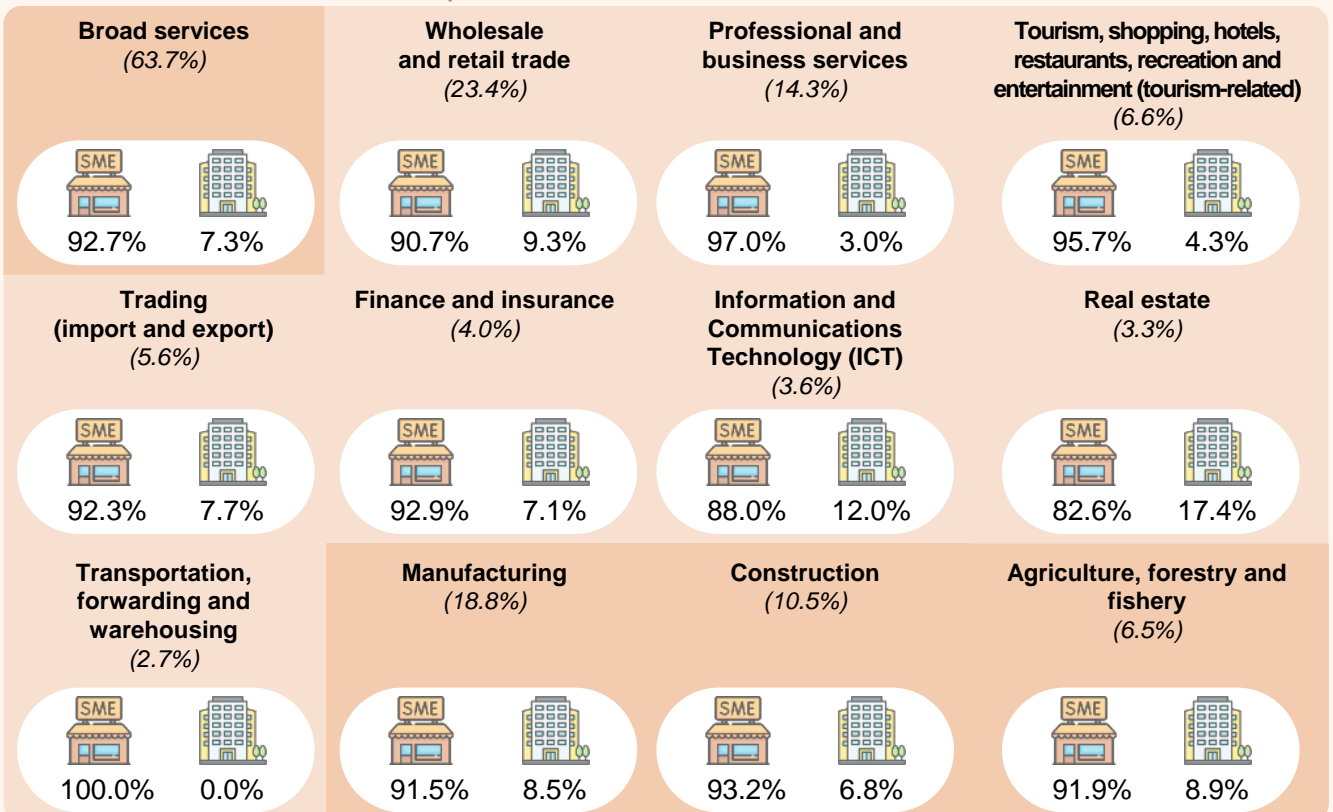 Broad services
(63.7%)
SME
92.7% 7.3%
Wholesale
and retail trade
(23.4%)
SME
90.7% 9.3%
Professional and
business services
(14.3%)
SME
97.0% 3.0%
Tourism, shopping, hotels,
restaurants, recreation and
entertainment (tourism-related)
(6.6%)
SME
95.7% 4.3%
Trading
(import and export)
(5.6%)
SME
92.3% 7.7%
Finance and insurance
(4.0%)
SME
92.9% 7.1%
Information and
Communications
Technology (ICT)
(3.6%)
SME
88.0% 12.0%
Real estate
(3.3%)
SME
82.6% 17.4%
Transportation,
forwarding and
warehousing
(2.7%)
SME
100.0% 0.0%
Manufacturing
(18.8%)
SME
91.5% 8.5%
Construction
(10.5%)
SME
93.2% 6.8%
Agriculture, forestry and
fishery
(6.5%)
SME
91.9% 8.9%